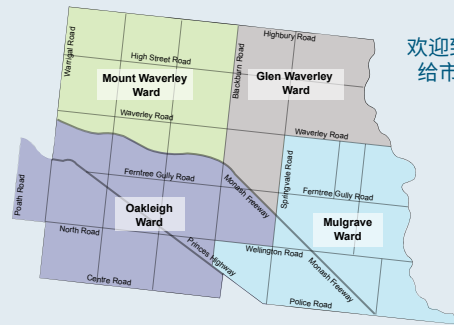 Highbury Road
Warrigal Road
High Street Road
Blackburn Road
Mount Waverley
Ward
Glen Waverley
Ward
Waverley Road
Waverley Road
Ferntree Gully Road
Monash Freeway
Springvale Road
Ferntree Gully Road
Poath Road
Oakleigh
Ward
Mulgrave
Ward
North Road
Princes Highway
Wellington Road
Monash Freeway
Centre Road
Police Road
欢迎
给市